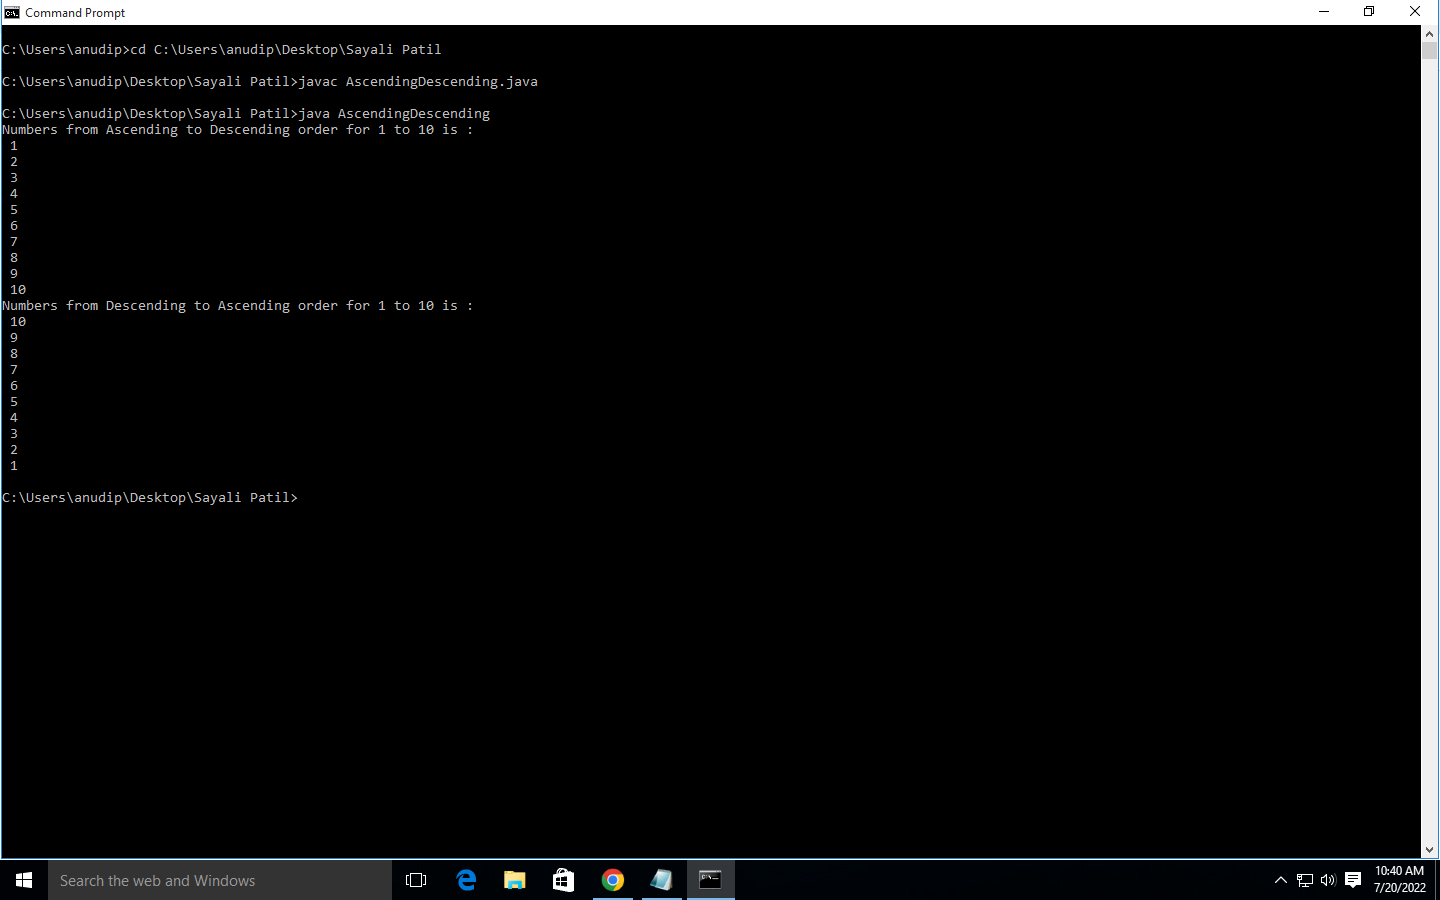 Command Prompt
C:\Users\anudip>cd C:\Users\anudip\Desktop\Sayali Patil
C:\Users\anudip\Desktop\Sayali Patil>javac AscendingDescending.java
C:\Users\anudip\Desktop\Sayali Patil>java AscendingDescending
Numbers from Ascending to Descending order for 1 to 10 is :
1
2
3
4
5
6
7
8
9
10
Numbers from Descending to Ascending order for 1 to 10 is :
10
9
8
7
6
5
4
3
2
1
C:\Users\anudip\Desktop\Sayali Patil>
Search the web and Windows
10:40 AM
7/20/2022